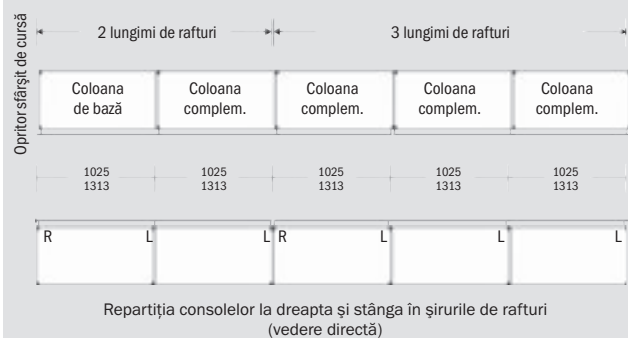 Opritor sfârșit de cursă
2 lungimi de rafturi 3 lungimi de rafturi
Coloana Coloana Coloana Coloana Coloana
de bază complem. complem. complem. complem.
1025 1025 1025 1025 1025
1313 1313 1313 1313 1313
R L L R L L
Repartiția consolelor la dreapta și stânga în șirurile de rafturi
(vedere directă)